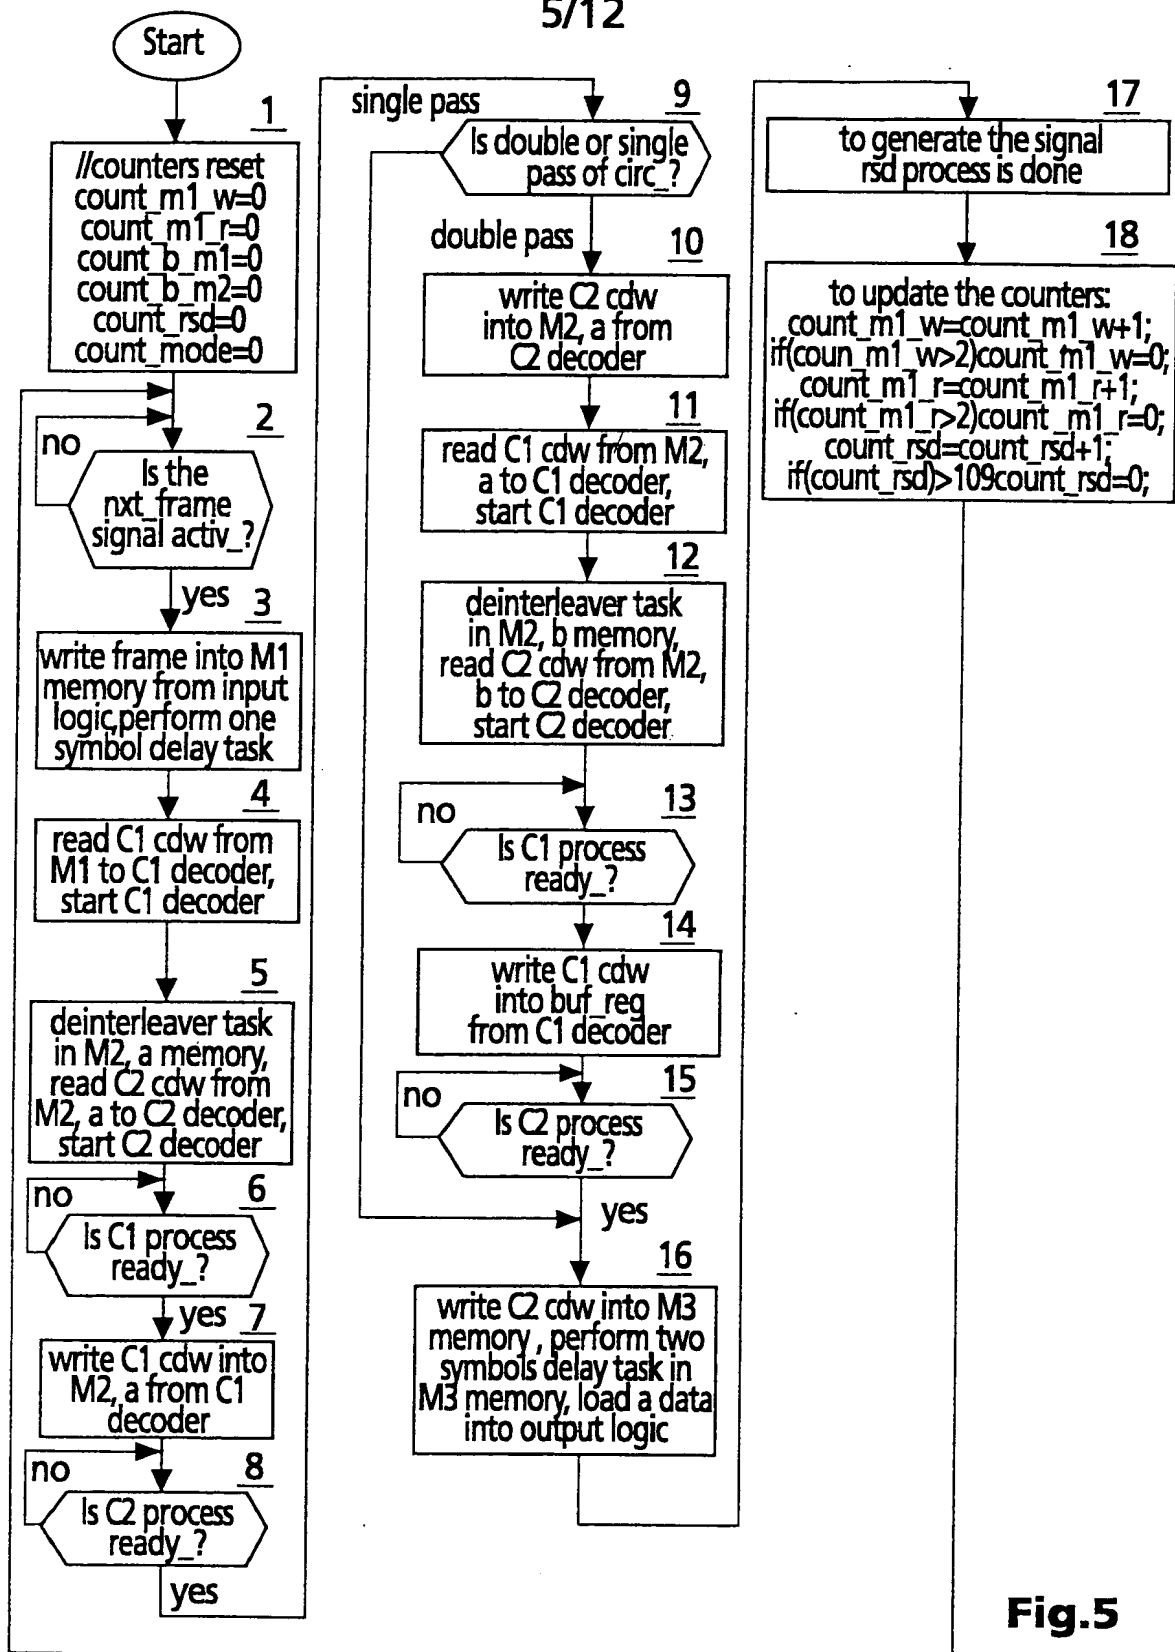 5/12
Start
1
//counters reset
count_m1_w=0
count_m1_r=0
count_b_m1=0
count_b_m2=0
count_rsd=0
count_mode=0
2
no
Is the
nxt_frame
signal activ_?
yes
3
write frame into M1
memory from input
logic,perform one
symbol delay task
4
read C1 cdw from
M1 to C1 decoder,
start C1 decoder
5
deinterleaver task
in M2, a memory,
read C2 cdw from
M2, a to C2 decoder,
start C2 decoder
6
no
Is C1 process
ready_?
yes
7
write C1 cdw into
M2, a from C1
decoder
8
no
Is C2 process
ready_?
yes
single pass
9
Is double or single
pass of circ_?
double pass
10
write C2 cdw
into M2, a from
C2 decoder
11
read C1 cdw from M2,
a to C1 decoder,
start C1 decoder
12
deinterleaver task
in M2, b memory,
read C2 cdw from M2,
b to C2 decoder,
start C2 decoder
13
no
Is C1 process
ready_?
14
write C1 cdw
into buf_reg
from C1 decoder
15
no
Is C2 process
ready_?
yes
16
write C2 cdw into M3
memory , perform two
symbols delay task in
M3 memory, load a data
into output logic
17
to generate the signal
rsd process is done
18
to update the counters:
count_m1_w=count_m1_w+1;
if(coun_m1_w>2)count_m1_w=0;
count_m1_r=count_m1_r+1;
if(count_m1_r>2)count_m1_r=0;
count_rsd=count_rsd+1;
if(count_rsd)>109count_rsd=0;
Fig.5